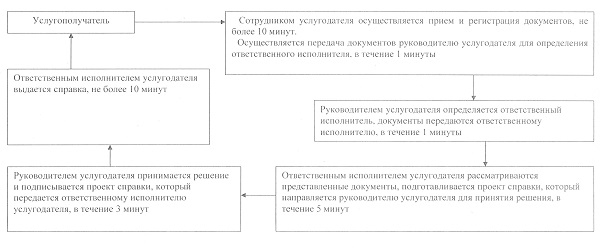 Услугополучатель
Сотрудником услугодателя осуществляется прием и регистрация документов, не
более 10 минут.
Осуществляется передача документов руководителю услугодателя для определения
ответственного исполнителя, в течение 1 минуты
Руководителем услугодателя определяется ответственный
исполнитель, документы передаются ответственному
исполнителю, в течение 1 минуты
Ответственным исполнителем услугодателя рассматриваются
представленные документы, подготавливается проект справки, который
направляется руководителю услугодателя для принятия решения, в
течение 5 минут
Руководителем услугодателя принимается решение
и подписывается проект справки, который
передается ответственному исполнителю
услугодателя, в течение 3 минут
Ответственным исполнителем услугодателя
выдается справка, не более 10 минут